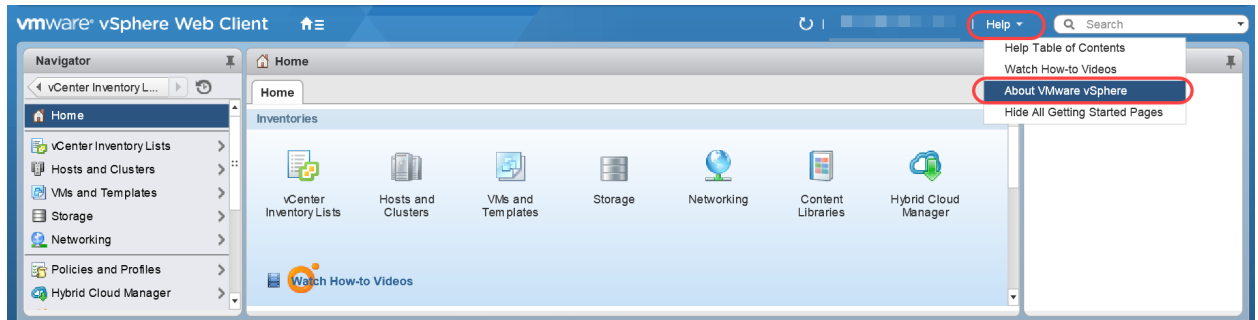 vmware® vSphere Web Client
Help
Search
Help Table of Contents
Watch How-to Videos
About VMware vSphere
Hide All Getting Started Pages
Navigator
vCenter Inventory L...
Home
vCenter Inventory Lists
Hosts and Clusters
VMs and Templates
Storage
Networking
Policies and Profiles
Hybrid Cloud Manager
Home
Home
Inventories
vCenter
Inventory Lists
Hosts and
Clusters
VMs and
Templates
Storage
Networking
Content
Libraries
Hybrid Cloud
Manager
Watch How-to Videos